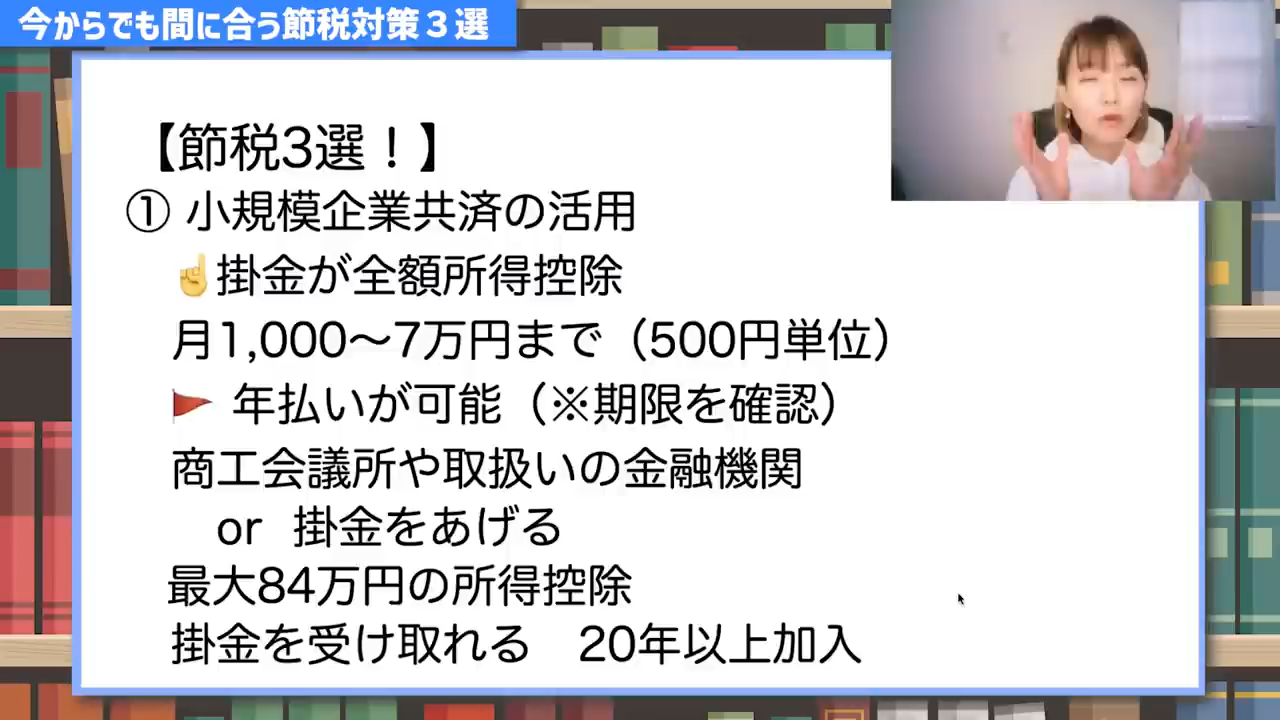 今からでも間に合う節税対策３選
【節税3選！】
① 小規模企業共済の活用
☝掛金が全額所得控除
月1,000〜7万円まで（500円単位）
🚩 年払いが可能（※期限を確認）
商工会議所や取扱いの金融機関
or 掛金をあげる
最大84万円の所得控除
掛金を受け取れる　20年以上加入